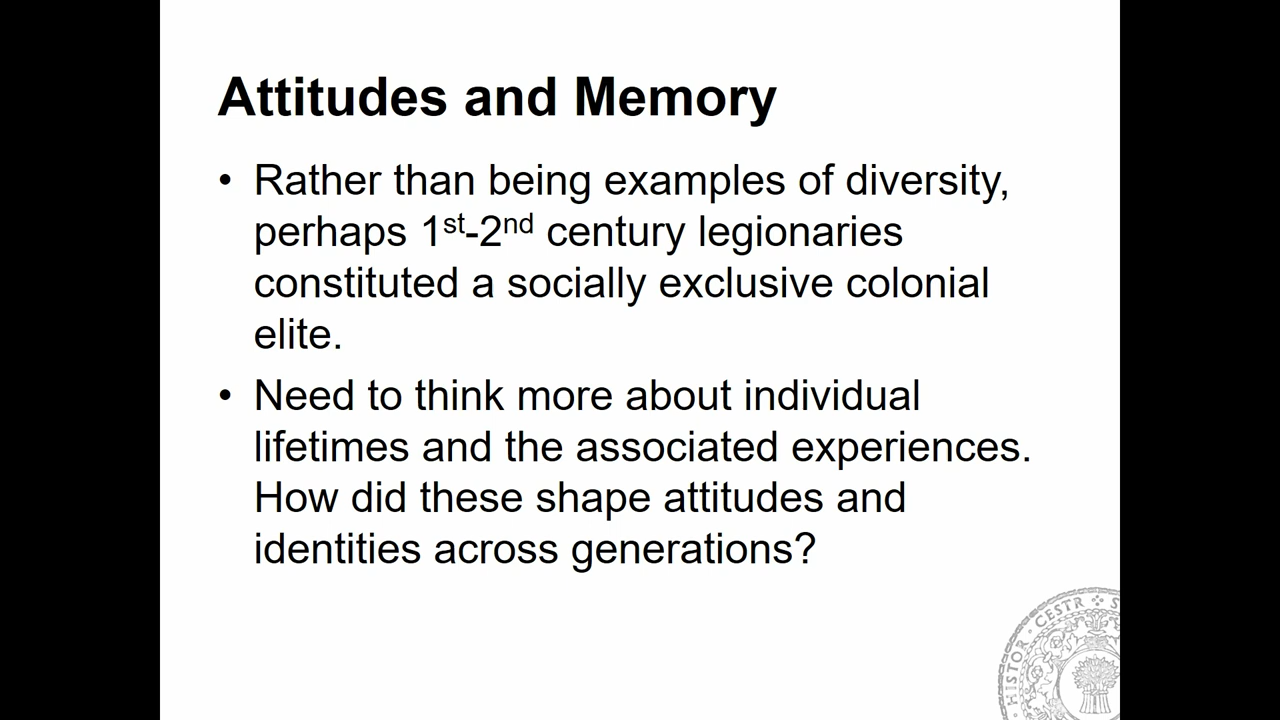 Attitudes and Memory
• Rather than being examples of diversity,
perhaps 1st-2nd century legionaries
constituted a socially exclusive colonial
elite.
• Need to think more about individual
lifetimes and the associated experiences.
How did these shape attitudes and
identities across generations?
HISTOR · CESTR ✣ S